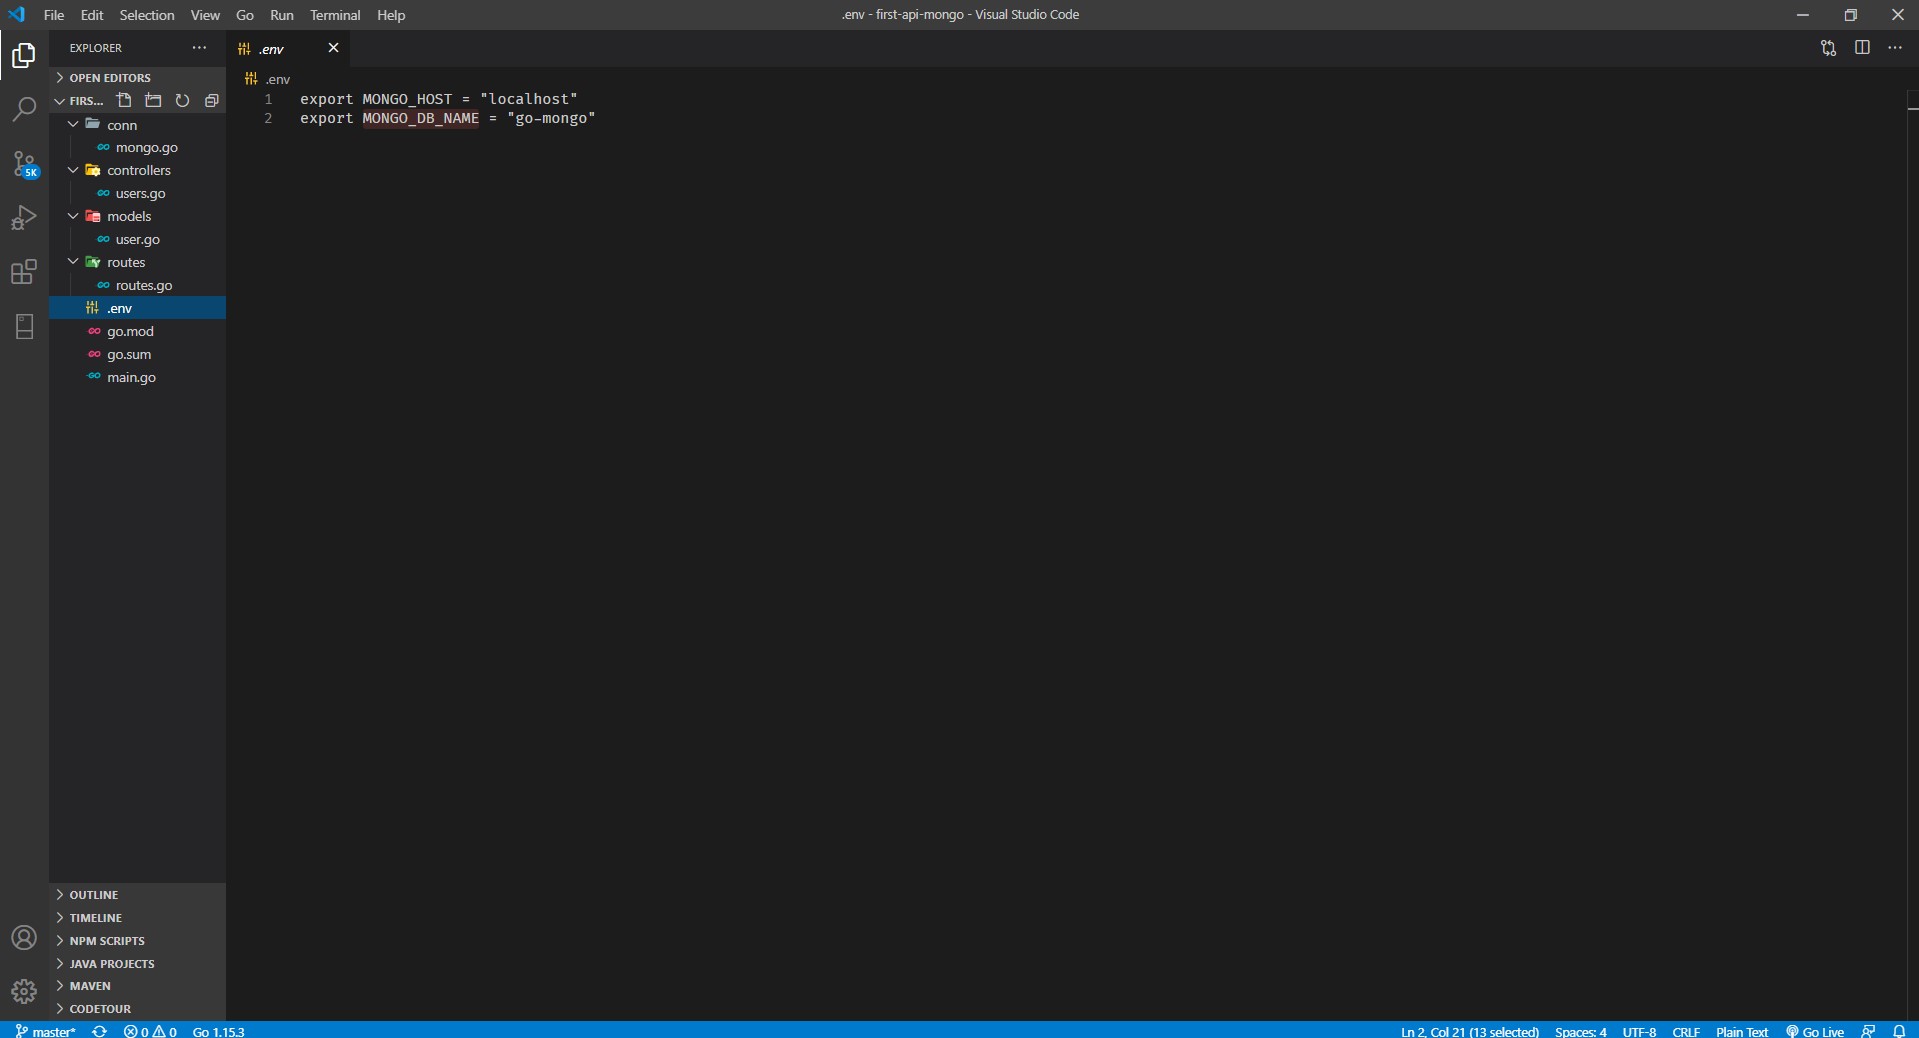 File Edit Selection View Go Run Terminal Help
.env - first-api-mongo - Visual Studio Code
EXPLORER
.env
OPEN EDITORS
FIRS...
conn
mongo.go
controllers
users.go
models
user.go
routes
routes.go
.env
go.mod
go.sum
main.go
.env
1 export MONGO_HOST = "localhost"
2 export MONGO_DB_NAME = "go-mongo"
5K
OUTLINE
TIMELINE
NPM SCRIPTS
JAVA PROJECTS
MAVEN
CODETOUR
master* 0 0 Go 1.15.3 Ln 2, Col 21 (13 selected) Spaces: 4 UTF-8 CRLF Plain Text Go Live